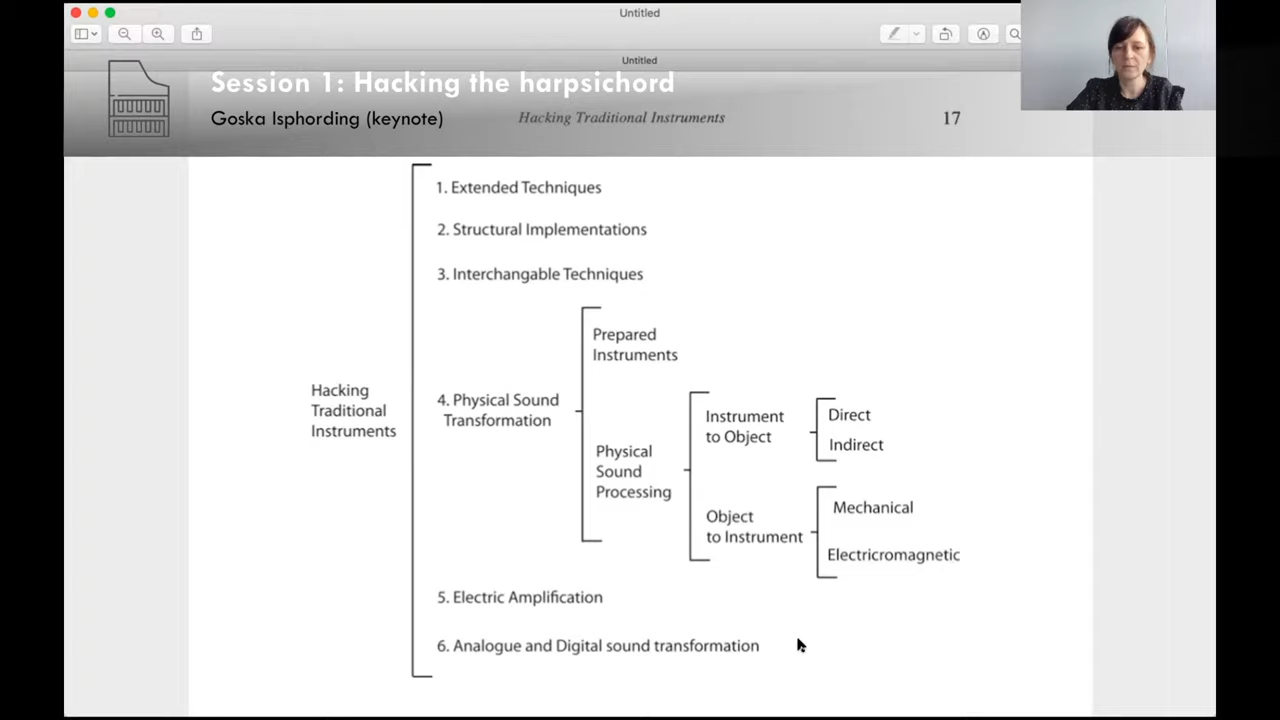 Untitled
Untitled
Session 1: Hacking the harpsichord
Goska Isphording (keynote)
Hacking Traditional Instruments
17
1. Extended Techniques
2. Structural Implementations
3. Interchangable Techniques
Hacking
Traditional
Instruments
4. Physical Sound
Transformation
Prepared
Instruments
Physical
Sound
Processing
Instrument
to Object
Direct
Indirect
Object
to Instrument
Mechanical
Electricromagnetic
5. Electric Amplification
6. Analogue and Digital sound transformation